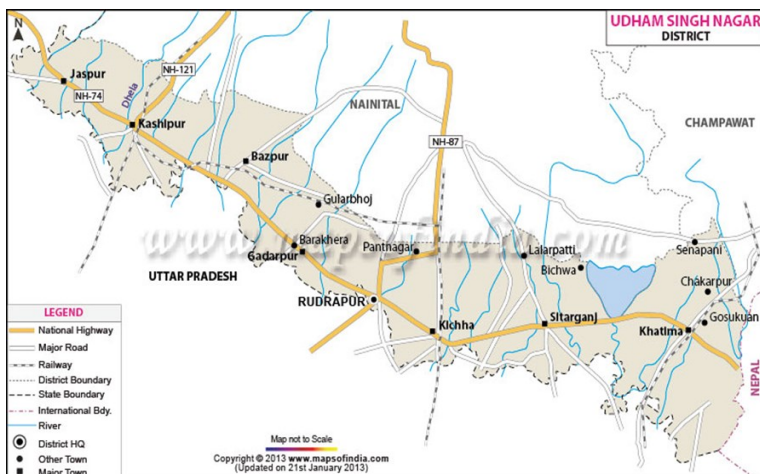 UDHAM SINGH NAGAR
DISTRICT
N
Jaspur
NH-74
NH-121
Dhela
Kashipur
NAINITAL
NH-87
CHAMPAWAT
Bazpur
Gularbhoj
www.mapsofindia.com
Barakhera
Gadarpur
Pantnagar
Lalarpatti
Bichwa
Senapani
UTTAR PRADESH
Chakarpur
RUDRAPUR
Kichha
Sitarganj
Khatima
Gosukuan
NEPAL
LEGEND
National Highway
Major Road
Railway
District Boundary
State Boundary
International Bdy.
River
District HQ
Other Town
Major Town
Map not to Scale
Copyright © 2013 www.mapsofindia.com
(Updated on 21st January 2013)